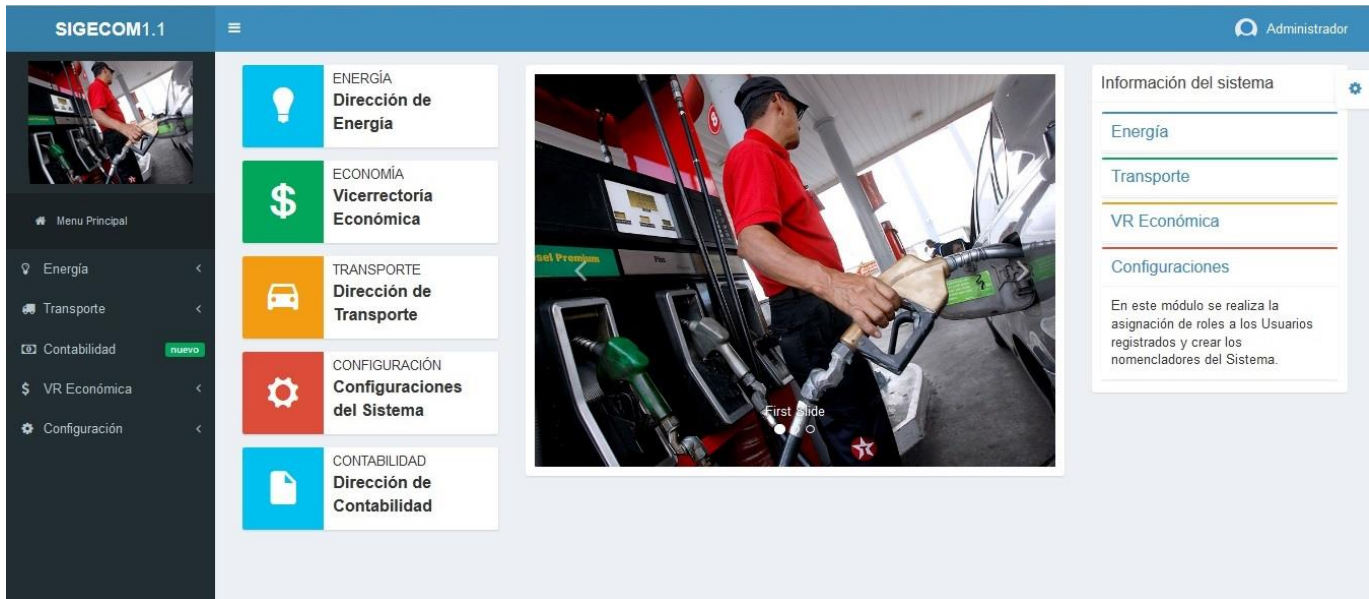 SIGECOM1.1
Administrador
Menu Principal
Energía
Transporte
Contabilidad
nuevo
VR Económica
Configuración
ENERGÍA
Dirección de
Energía
ECONOMÍA
Vicerrectoría
Económica
TRANSPORTE
Dirección de
Transporte
CONFIGURACIÓN
Configuraciones
del Sistema
CONTABILIDAD
Dirección de
Contabilidad
sel Premium
Plus
First Slide
Información del sistema
Energía
Transporte
VR Económica
Configuraciones
En este módulo se realiza la
asignación de roles a los Usuarios
registrados y crear los
nomencladores del Sistema.